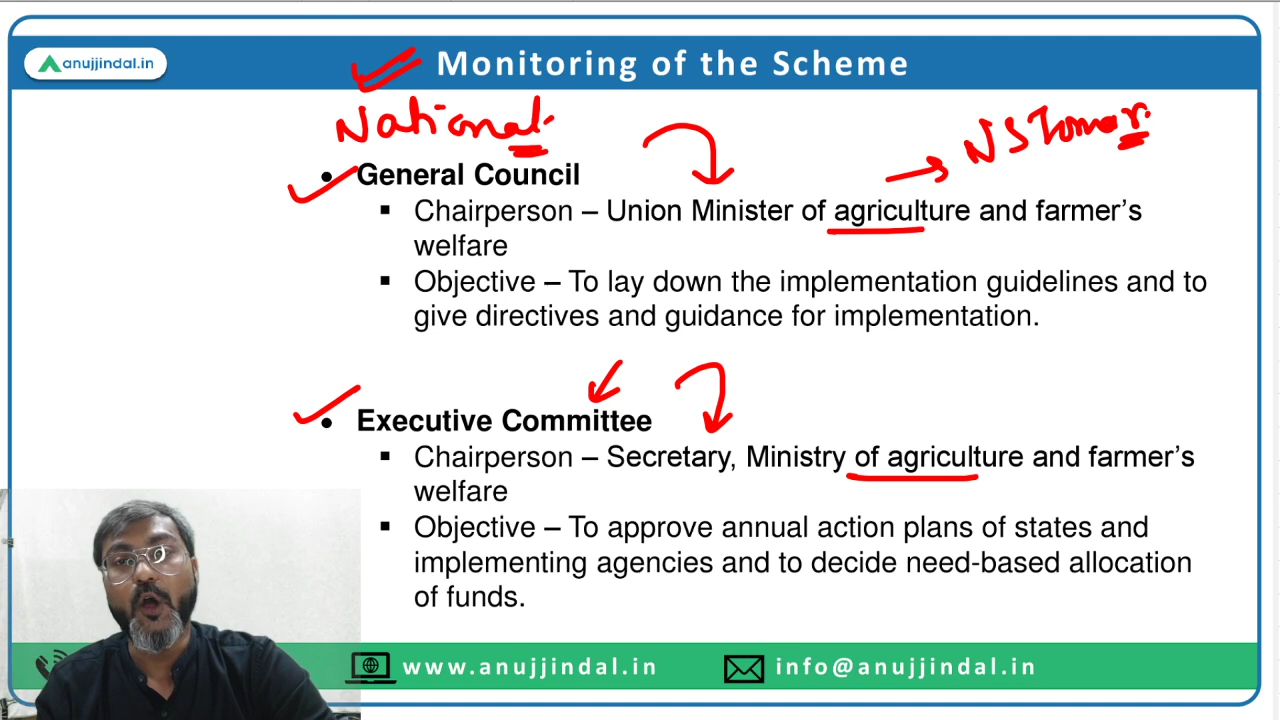 anujjindal.in
Monitoring of the Scheme
National
NS Tomar
• General Council
▪ Chairperson – Union Minister of agriculture and farmer’s
welfare
▪ Objective – To lay down the implementation guidelines and to
give directives and guidance for implementation.
• Executive Committee
▪ Chairperson – Secretary, Ministry of agriculture and farmer’s
welfare
▪ Objective – To approve annual action plans of states and
implementing agencies and to decide need-based allocation
of funds.
www.anujjindal.in
info@anujjindal.in